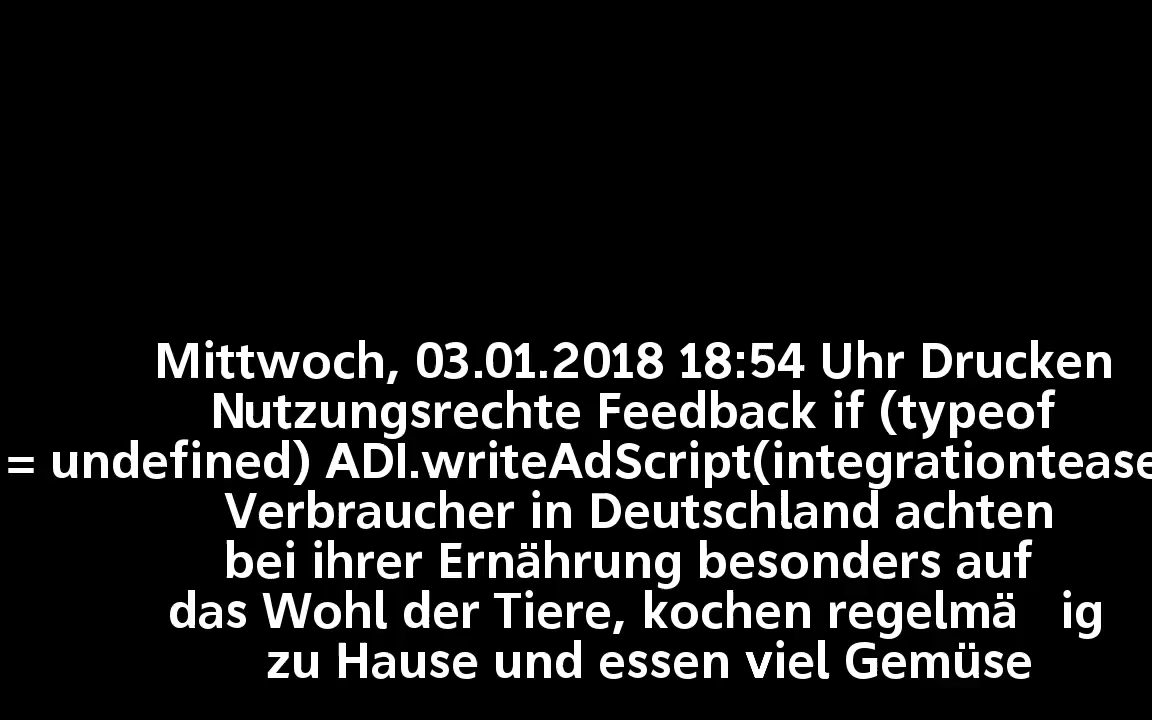 Mittwoch, 03.01.2018 18:54 Uhr Drucken
Nutzungsrechte Feedback if (typeof
= undefined) ADI.writeAdScript(integrationtease
Verbraucher in Deutschland achten
bei ihrer Ernährung besonders auf
das Wohl der Tiere, kochen regelmä   ig
zu Hause und essen viel Gemüse